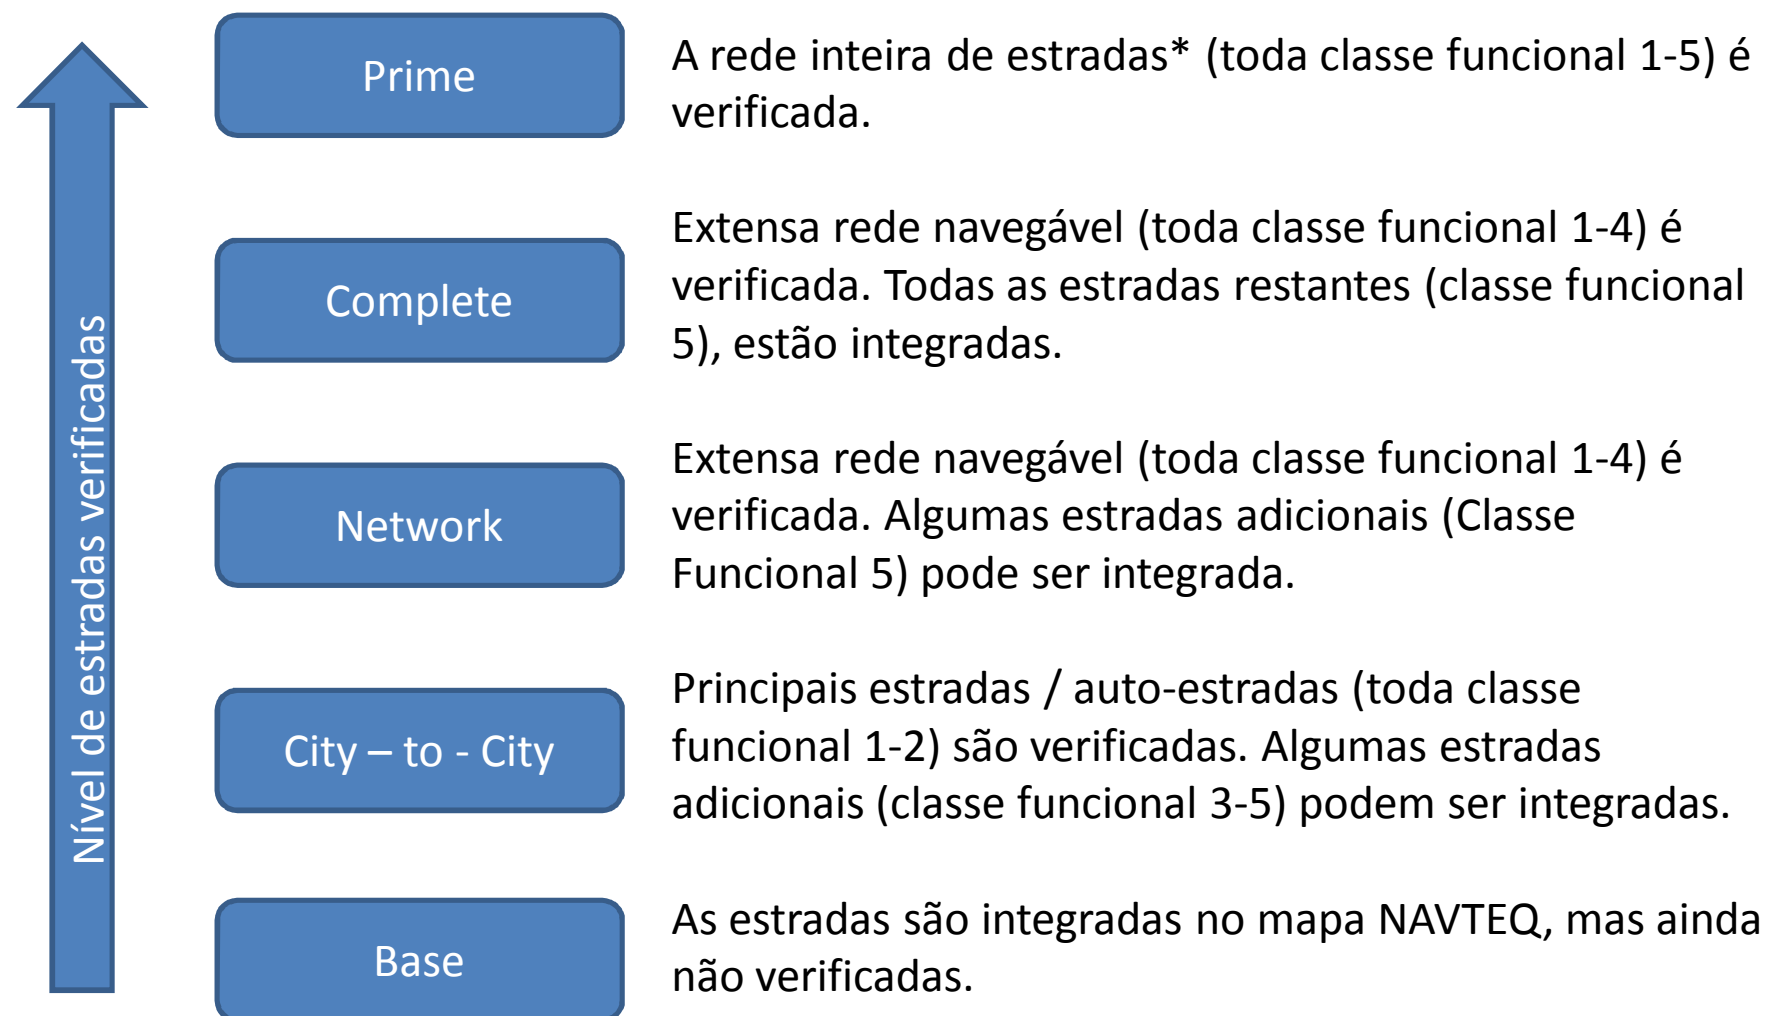 Nível de estradas verificadas
Prime
A rede inteira de estradas* (toda classe funcional 1-5) é
verificada.
Complete
Extensa rede navegável (toda classe funcional 1-4) é
verificada. Todas as estradas restantes (classe funcional
5), estão integradas.
Network
Extensa rede navegável (toda classe funcional 1-4) é
verificada. Algumas estradas adicionais (Classe
Funcional 5) pode ser integrada.
City – to - City
Principais estradas / auto-estradas (toda classe
funcional 1-2) são verificadas. Algumas estradas
adicionais (classe funcional 3-5) podem ser integradas.
Base
As estradas são integradas no mapa NAVTEQ, mas ainda
não verificadas.